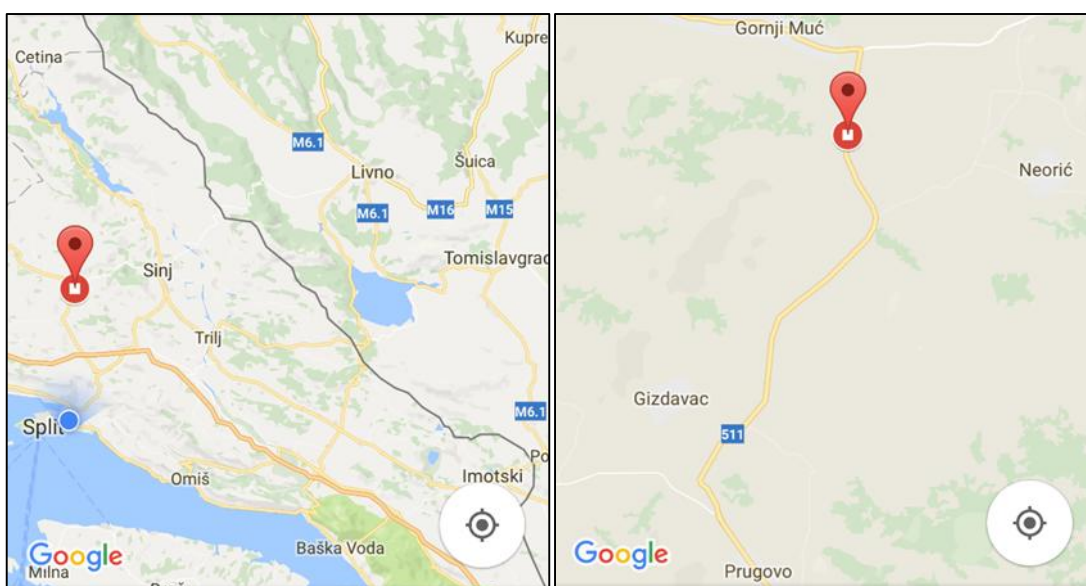 Cetina
Kupre
M6.1
Livno
Šuica
M6.1
M16
M15
Sinj
Tomislavgrad
Trilj
Split
M6.1
Omiš
Imotski
Po
Baška Voda
Google
Milna
Gornji Muć
Neorić
Gizdavac
511
Prugovo
Google